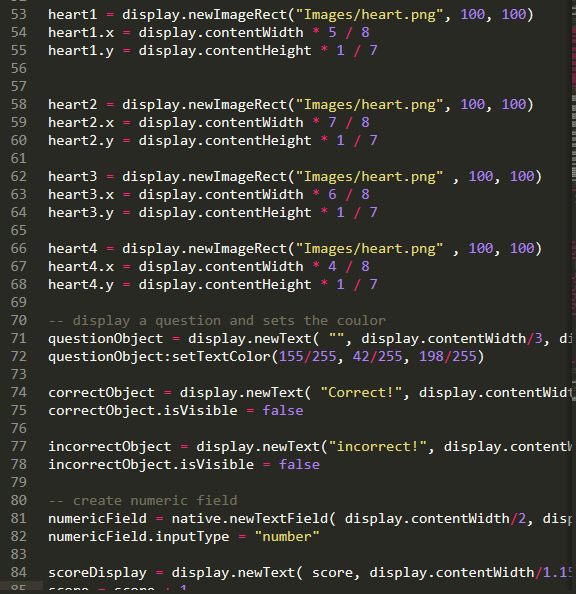 53 heart1 = display.newImageRect("Images/heart.png", 100, 100)
54 heart1.x = display.contentWidth * 5 / 8
55 heart1.y = display.contentHeight * 1 / 7
56
57
58 heart2 = display.newImageRect("Images/heart.png", 100, 100)
59 heart2.x = display.contentWidth * 7 / 8
60 heart2.y = display.contentHeight * 1 / 7
61
62 heart3 = display.newImageRect("Images/heart.png" , 100, 100)
63 heart3.x = display.contentWidth * 6 / 8
64 heart3.y = display.contentHeight * 1 / 7
65
66 heart4 = display.newImageRect("Images/heart.png" , 100, 100)
67 heart4.x = display.contentWidth * 4 / 8
68 heart4.y = display.contentHeight * 1 / 7
69
70 -- display a question and sets the coulor
71 questionObject = display.newText( "", display.contentWidth/3, di
72 questionObject:setTextColor(155/255, 42/255, 198/255)
73
74 correctObject = display.newText( "Correct!", display.contentWidt
75 correctObject.isVisible = false
76
77 incorrectObject = display.newText("incorrect!", display.contentW
78 incorrectObject.isVisible = false
79
80 -- create numeric field
81 numericField = native.newTextField( display.contentWidth/2, disp
82 numericField.inputType = "number"
83
84 scoreDisplay = display.newText( score, display.contentWidth/1.15
85 score = score + 1